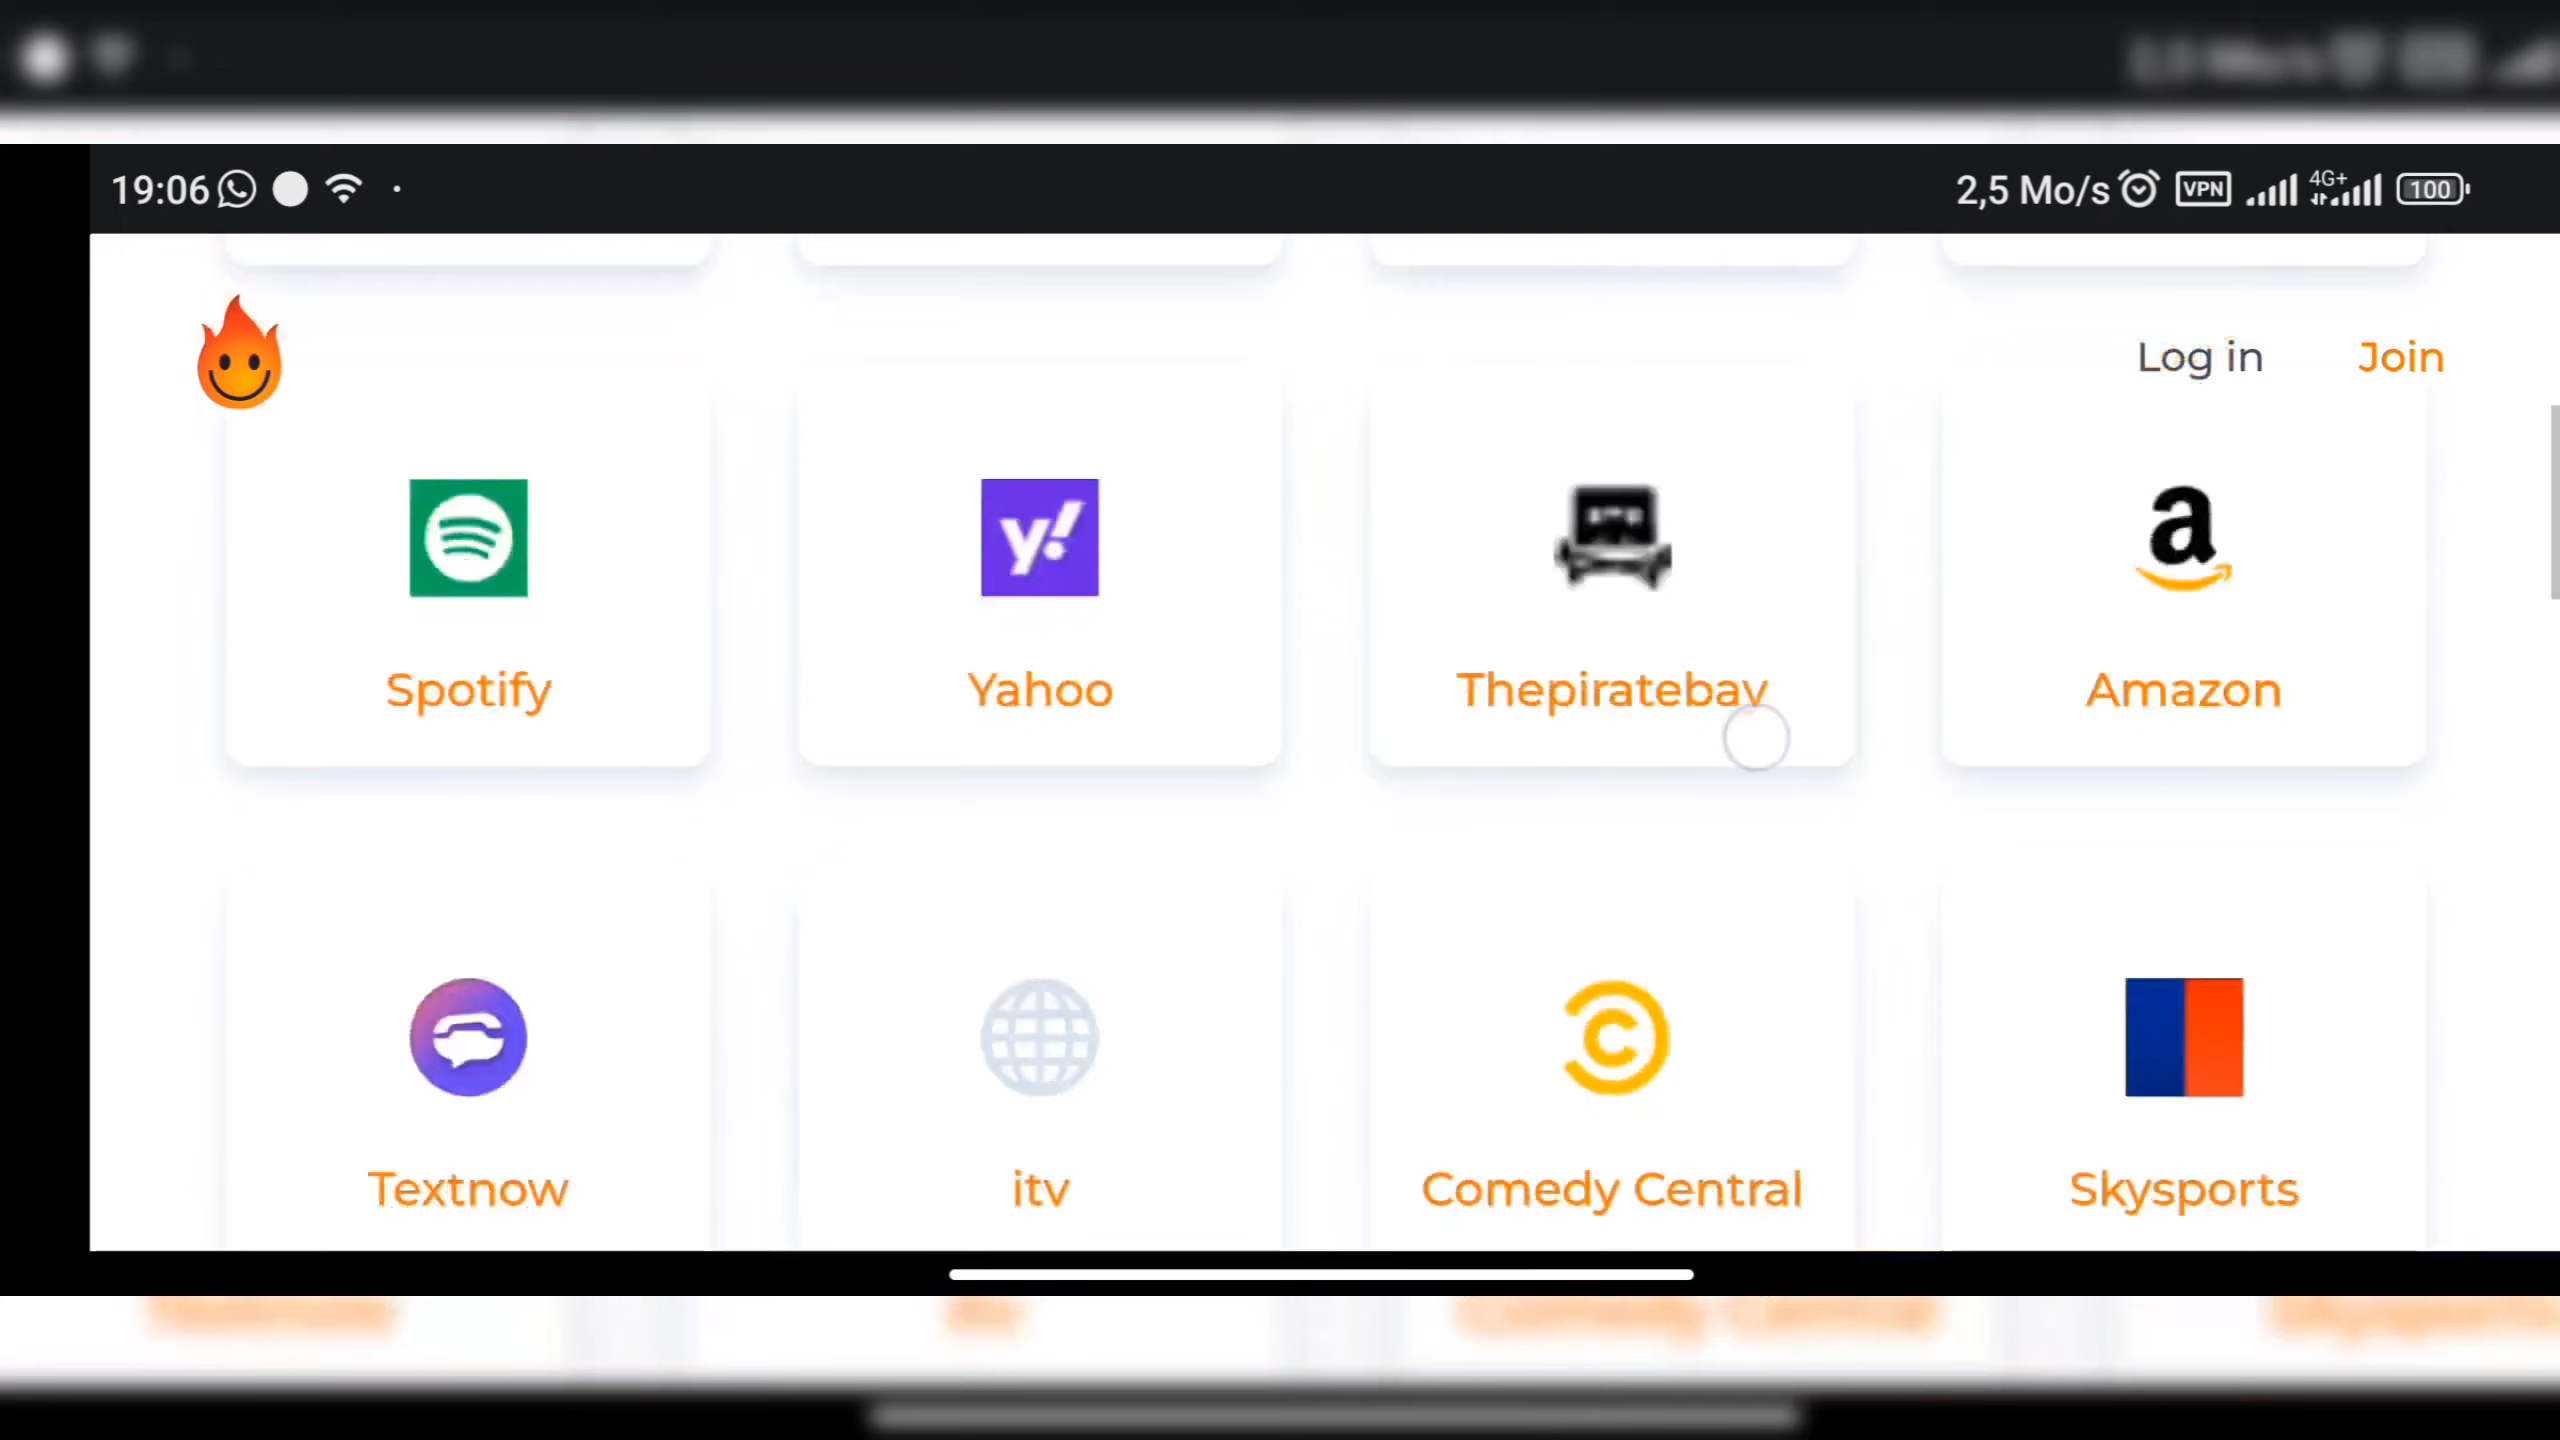 19:06 2,5 Mo/s VPN 4G+ 100
Log in Join
y!
a
Spotify Yahoo Thepiratebay Amazon
Textnow itv Comedy Central Skysports